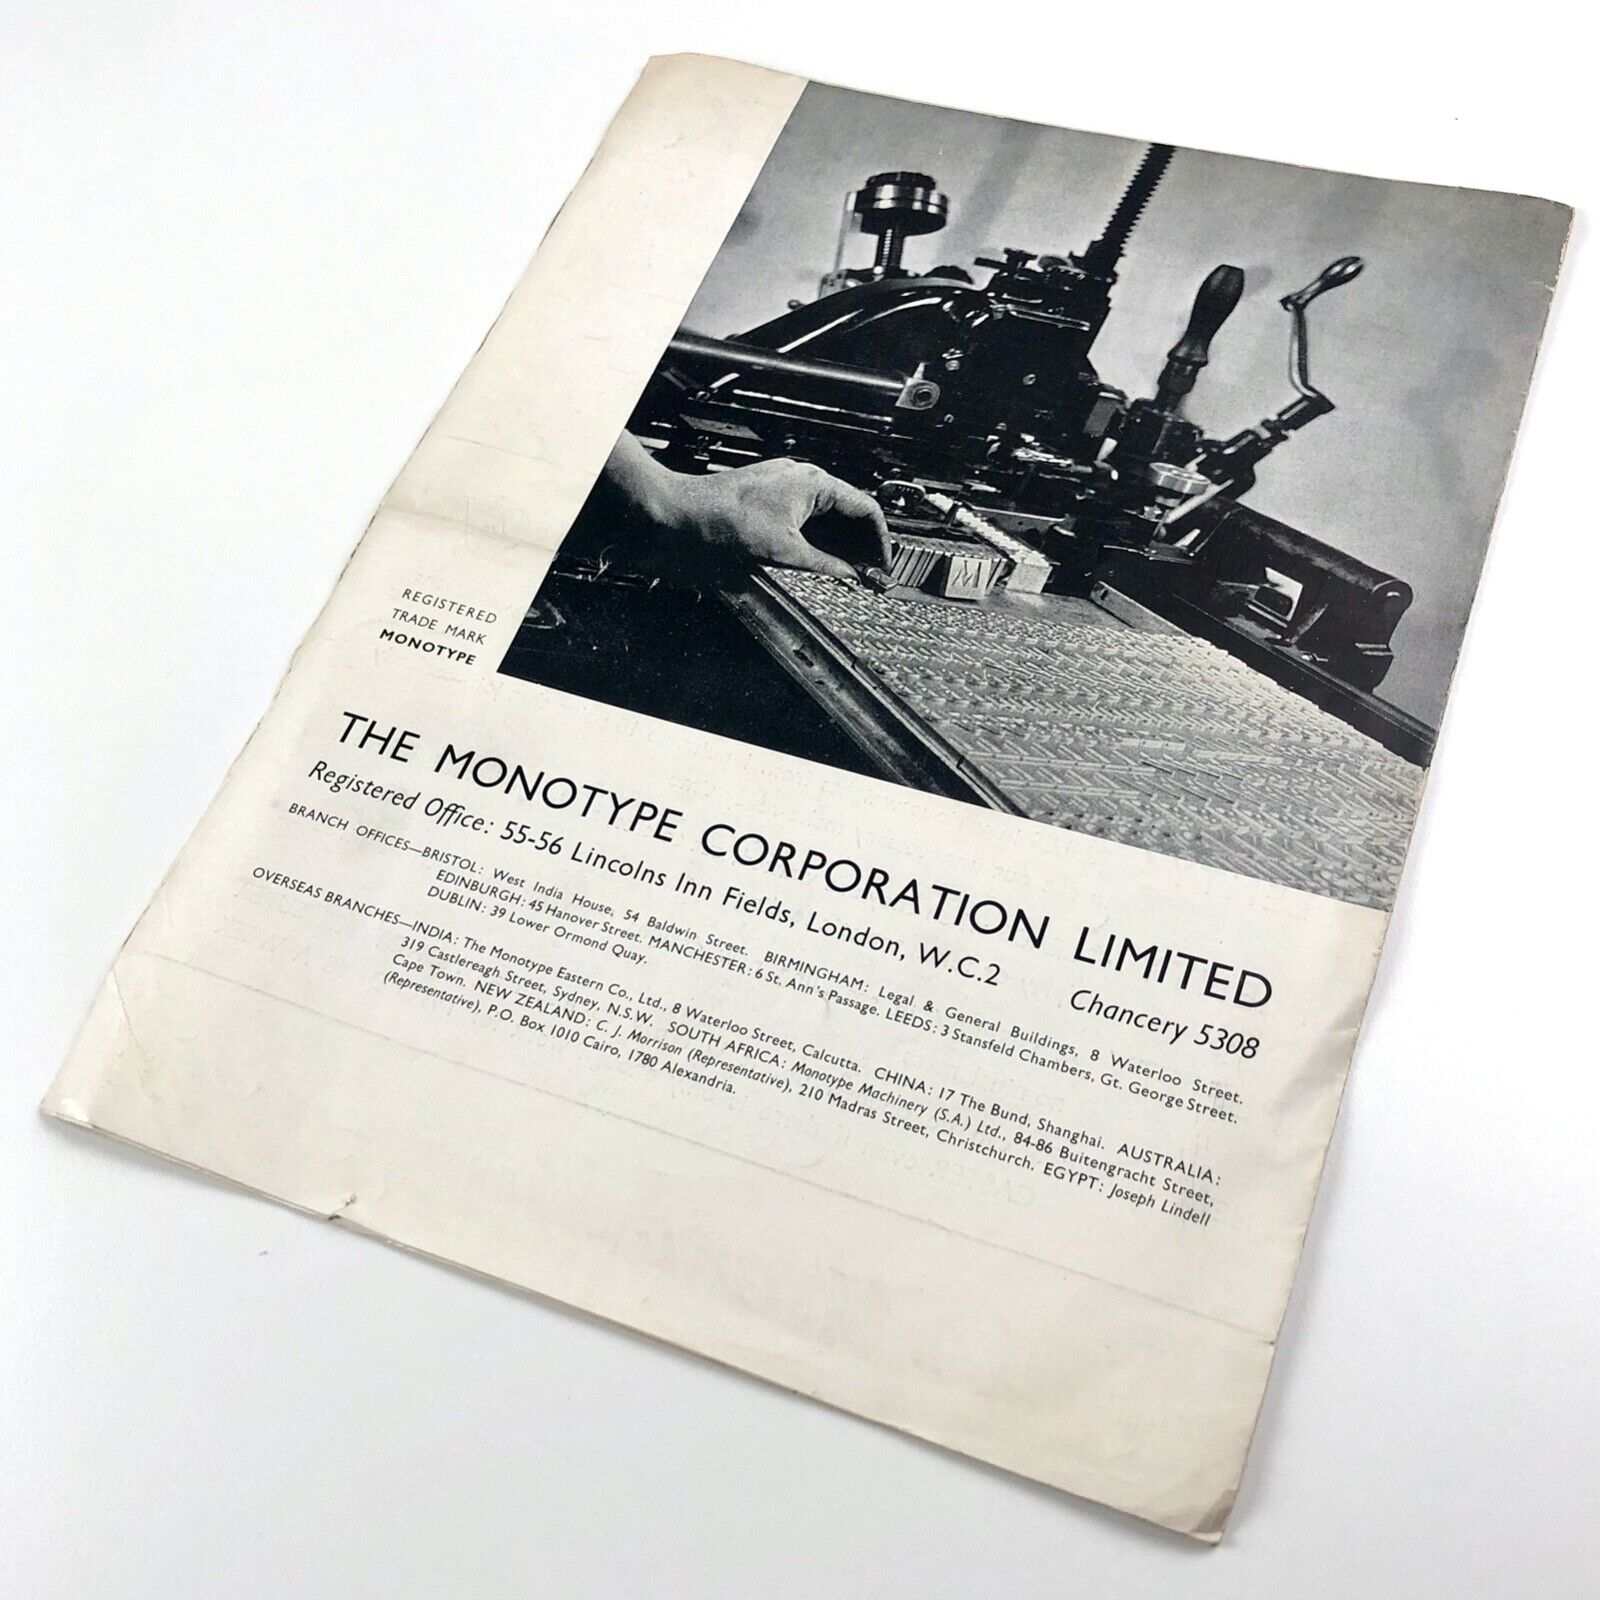 M
REGISTERED
TRADE MARK
MONOTYPE
THE MONOTYPE CORPORATION LIMITED
Registered Office: 55-56 Lincolns Inn Fields, London, W.C.2 Chancery 5308
BRANCH OFFICES—BRISTOL: West India House, 54 Baldwin Street. BIRMINGHAM: Legal & General Buildings, 8 Waterloo Street.
EDINBURGH: 45 Hanover Street. MANCHESTER: 6 St. Ann's Passage. LEEDS: 3 Stansfeld Chambers, Gt. George Street.
DUBLIN: 39 Lower Ormond Quay.
OVERSEAS BRANCHES—INDIA: The Monotype Eastern Co., Ltd., 8 Waterloo Street, Calcutta. CHINA: 17 The Bund, Shanghai. AUSTRALIA:
319 Castlereagh Street, Sydney, N.S.W. SOUTH AFRICA: Monotype Machinery (S.A.) Ltd., 84-86 Buitengracht Street,
Cape Town. NEW ZEALAND: C. J. Morrison (Representative), 210 Madras Street, Christchurch. EGYPT: Joseph Lindell
(Representative), P.O. Box 1010 Cairo, 1780 Alexandria.